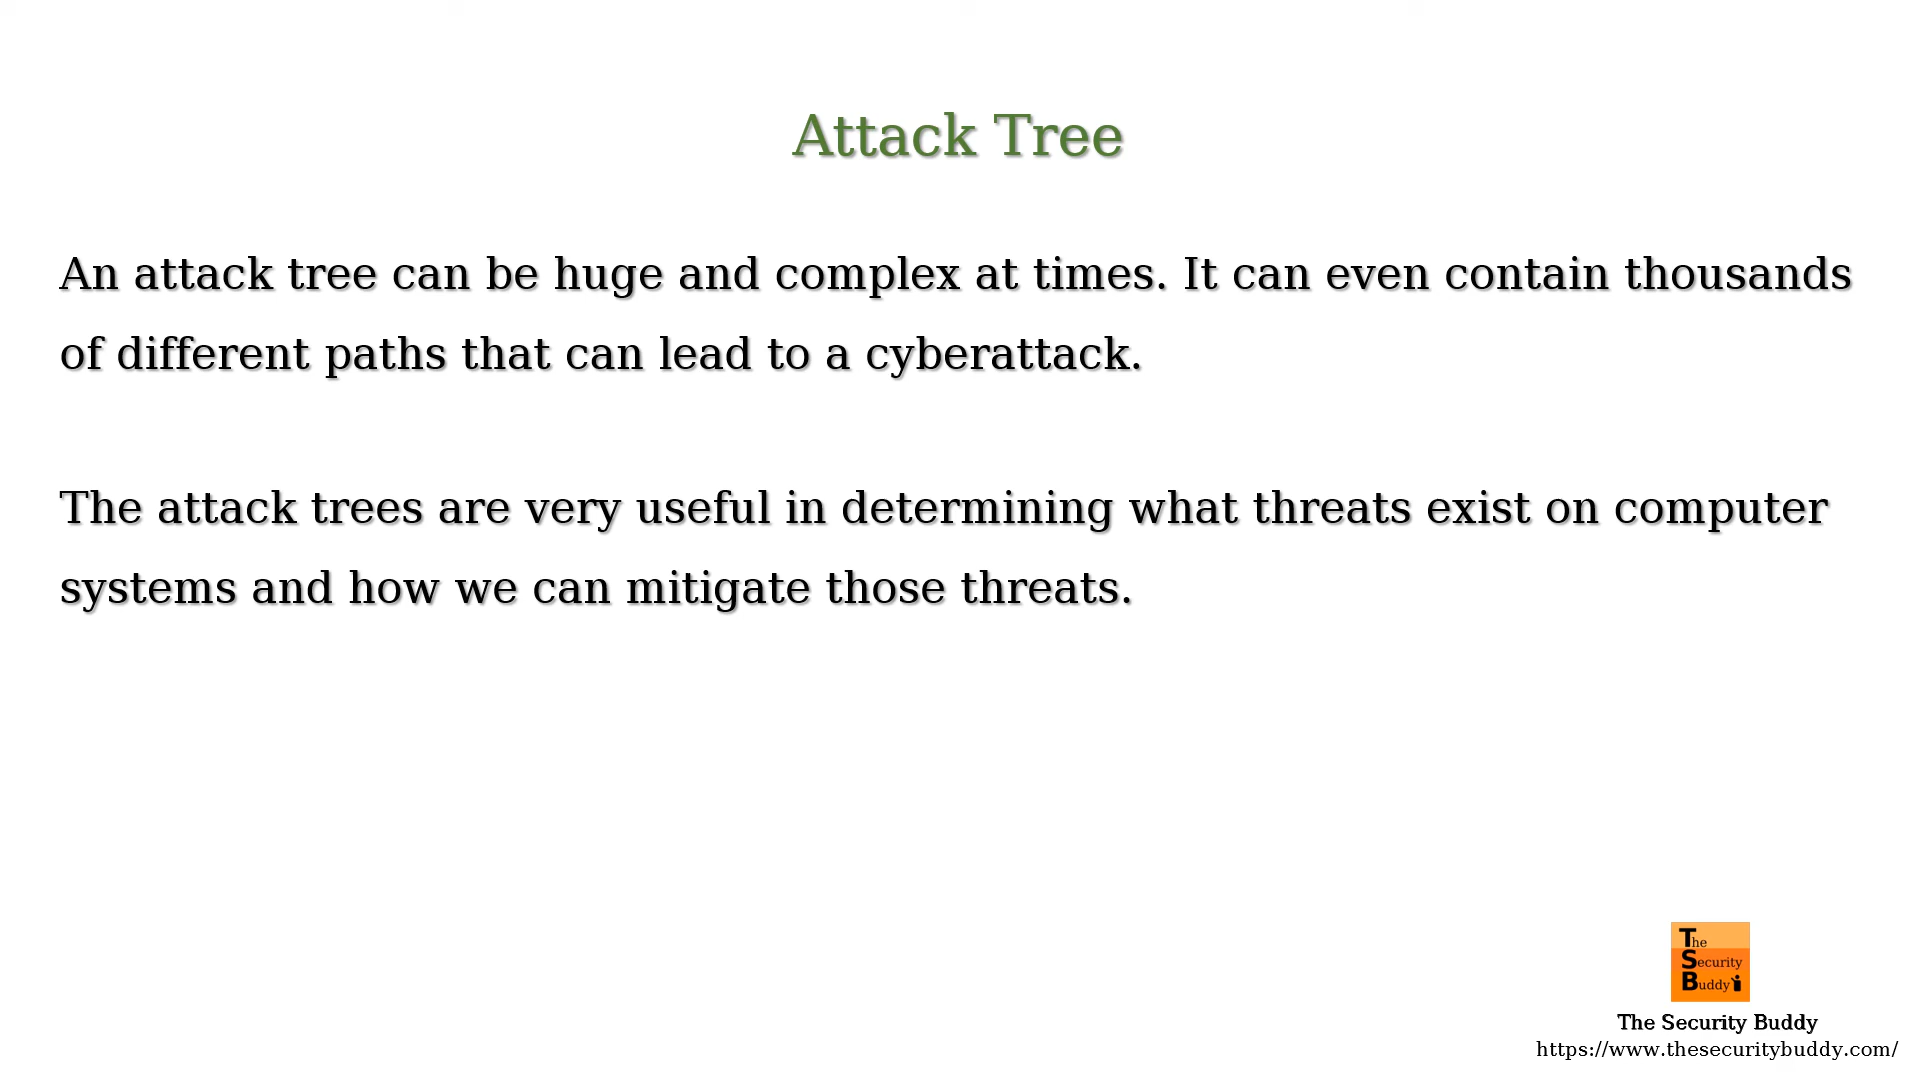 Attack Tree
An attack tree can be huge and complex at times. It can even contain thousands
of different paths that can lead to a cyberattack.
The attack trees are very useful in determining what threats exist on computer
systems and how we can mitigate those threats.
The
Security
Buddy
The Security Buddy
https://www.thesecuritybuddy.com/